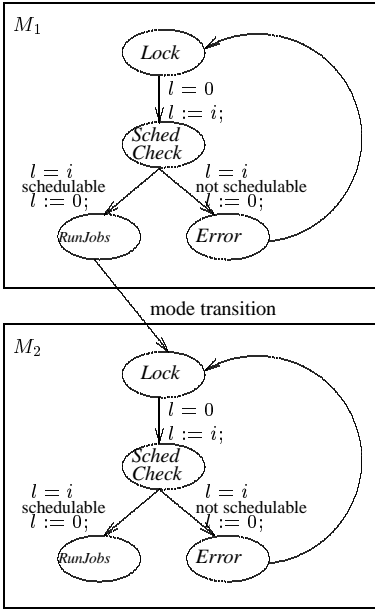 M₁
Lock
l = 0
l := i;
Sched
Check
l = i
schedulable
l := 0;
l = i
not schedulable
l := 0;
RunJobs
Error
mode transition
M₂
Lock
l = 0
l := i;
Sched
Check
l = i
schedulable
l := 0;
l = i
not schedulable
l := 0;
RunJobs
Error